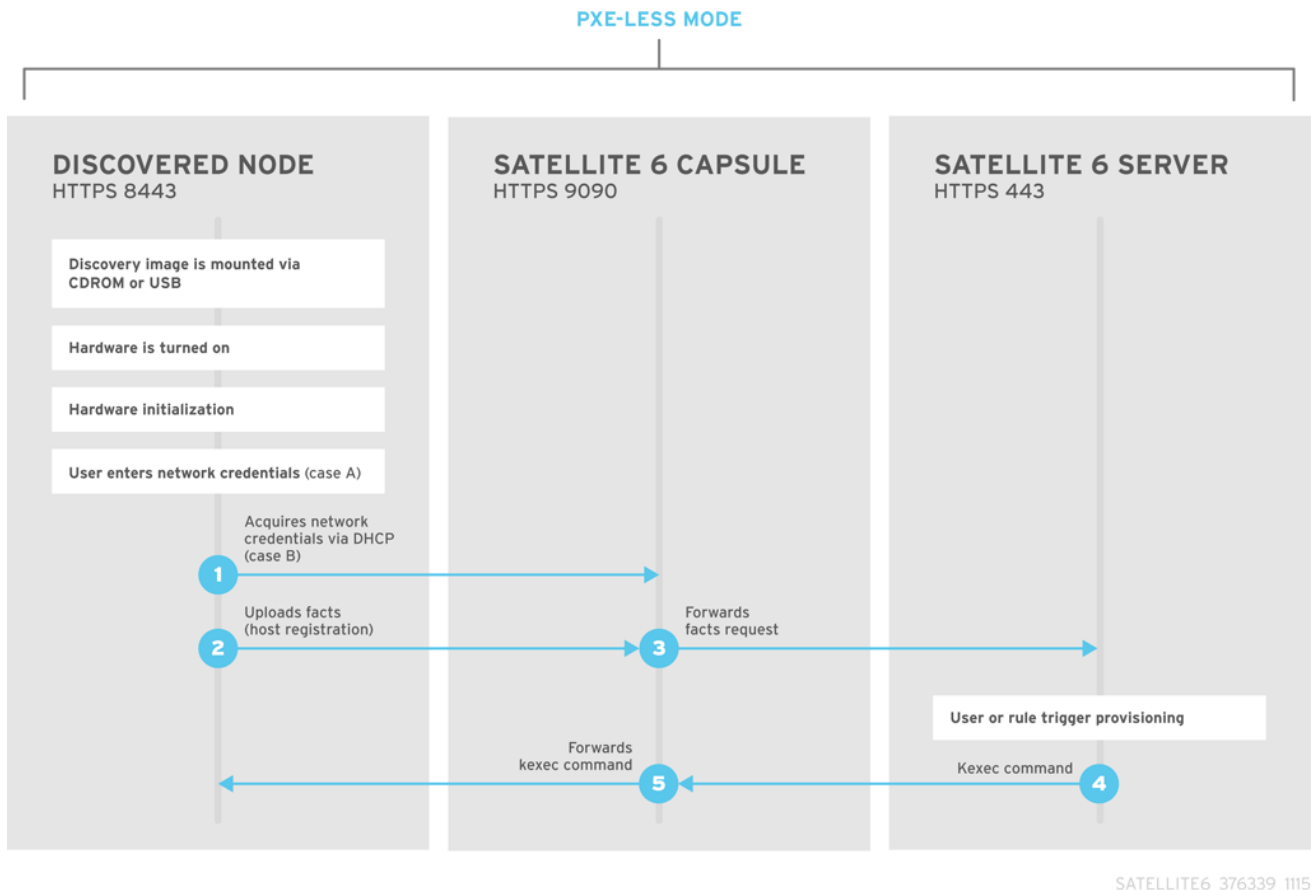 PXE-LESS MODE
DISCOVERED NODE
HTTPS 8443
SATELLITE 6 CAPSULE
HTTPS 9090
SATELLITE 6 SERVER
HTTPS 443
Discovery image is mounted via
CDROM or USB
Hardware is turned on
Hardware initialization
User enters network credentials (case A)
Acquires network
credentials via DHCP
(case B)
1
Uploads facts
(host registration)
2
Forwards
facts request
3
User or rule trigger provisioning
Kexec command
4
Forwards
kexec command
5
SATELLITE6_376339_1115